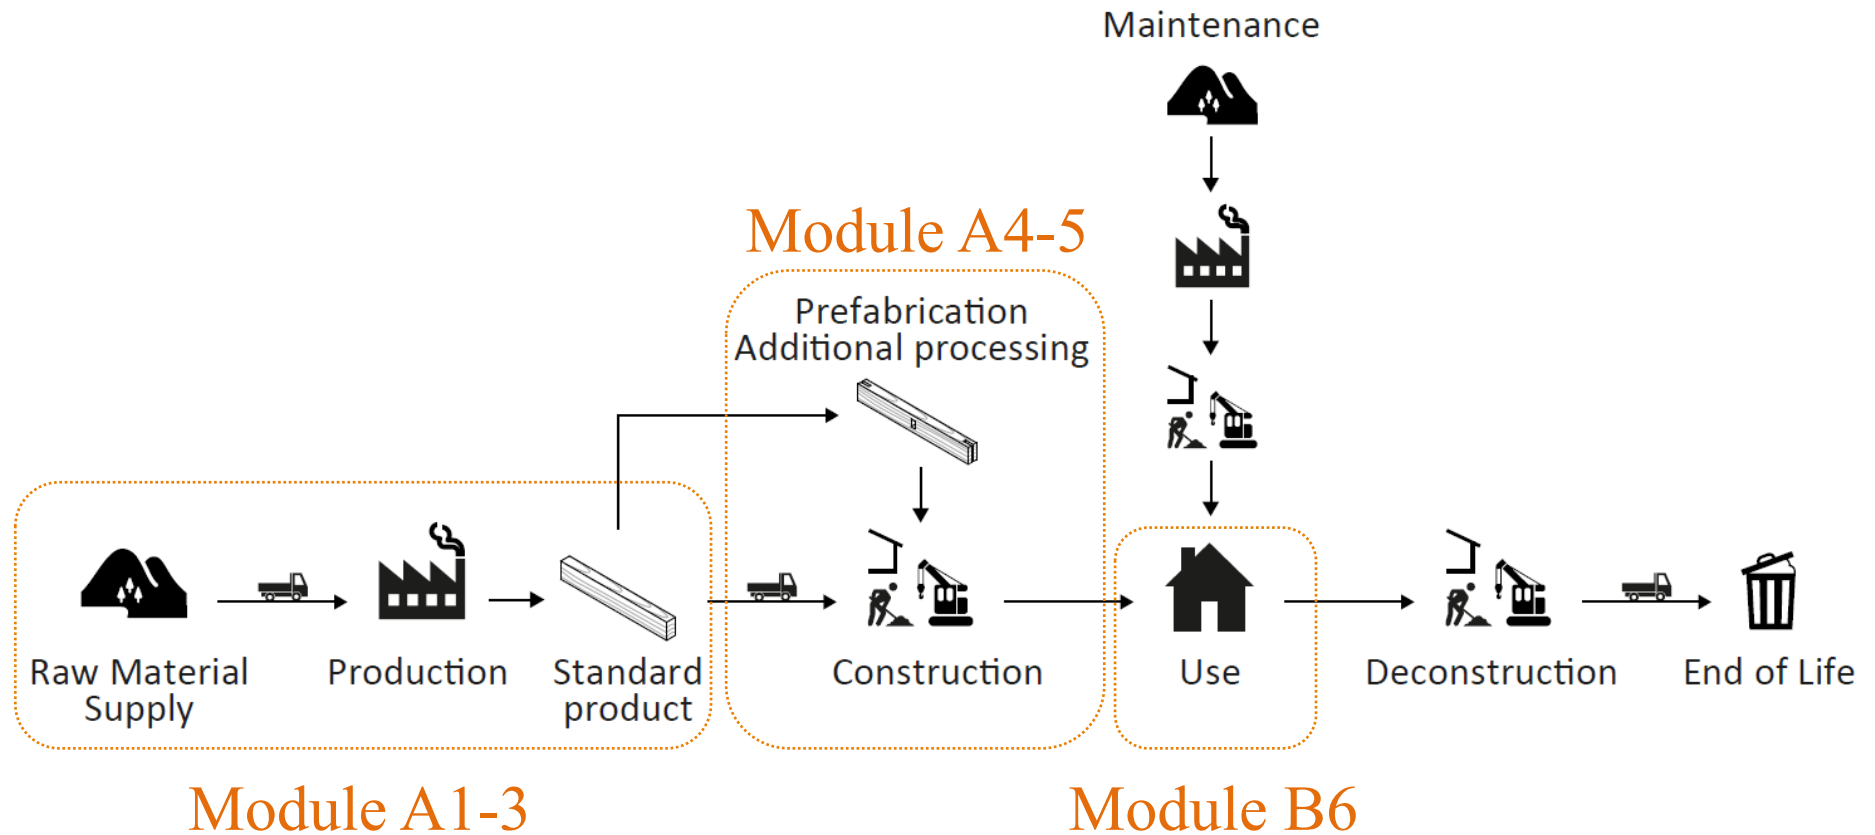 Maintenance
Module A4-5
Prefabrication
Additional processing
Raw Material
Supply
Production
Standard
product
Construction
Use
Deconstruction
End of Life
Module A1-3
Module B6